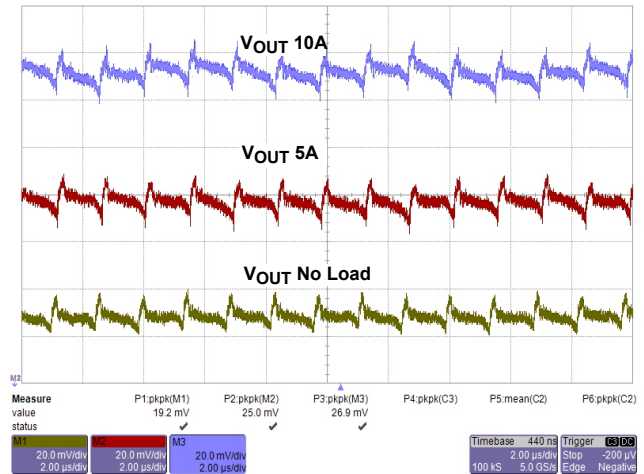 VOUT 10A
VOUT 5A
VOUT No Load
M3
Measure P1:pkpk(M1) P2:pkpk(M2) P3:pkpk(M3) P4:pkpk(C3) P5:mean(C2) P6:pkpk(C2)
value 19.2 mV 25.0 mV 26.9 mV
status ✓ ✓ ✓
M1 M2 M3 Timebase 440 ns Trigger C3 DC
20.0 mV/div 20.0 mV/div 20.0 mV/div 2.00 µs/div Stop -200 µV
2.00 µs/div 2.00 µs/div 2.00 µs/div 100 kS 5.0 GS/s Edge Negative